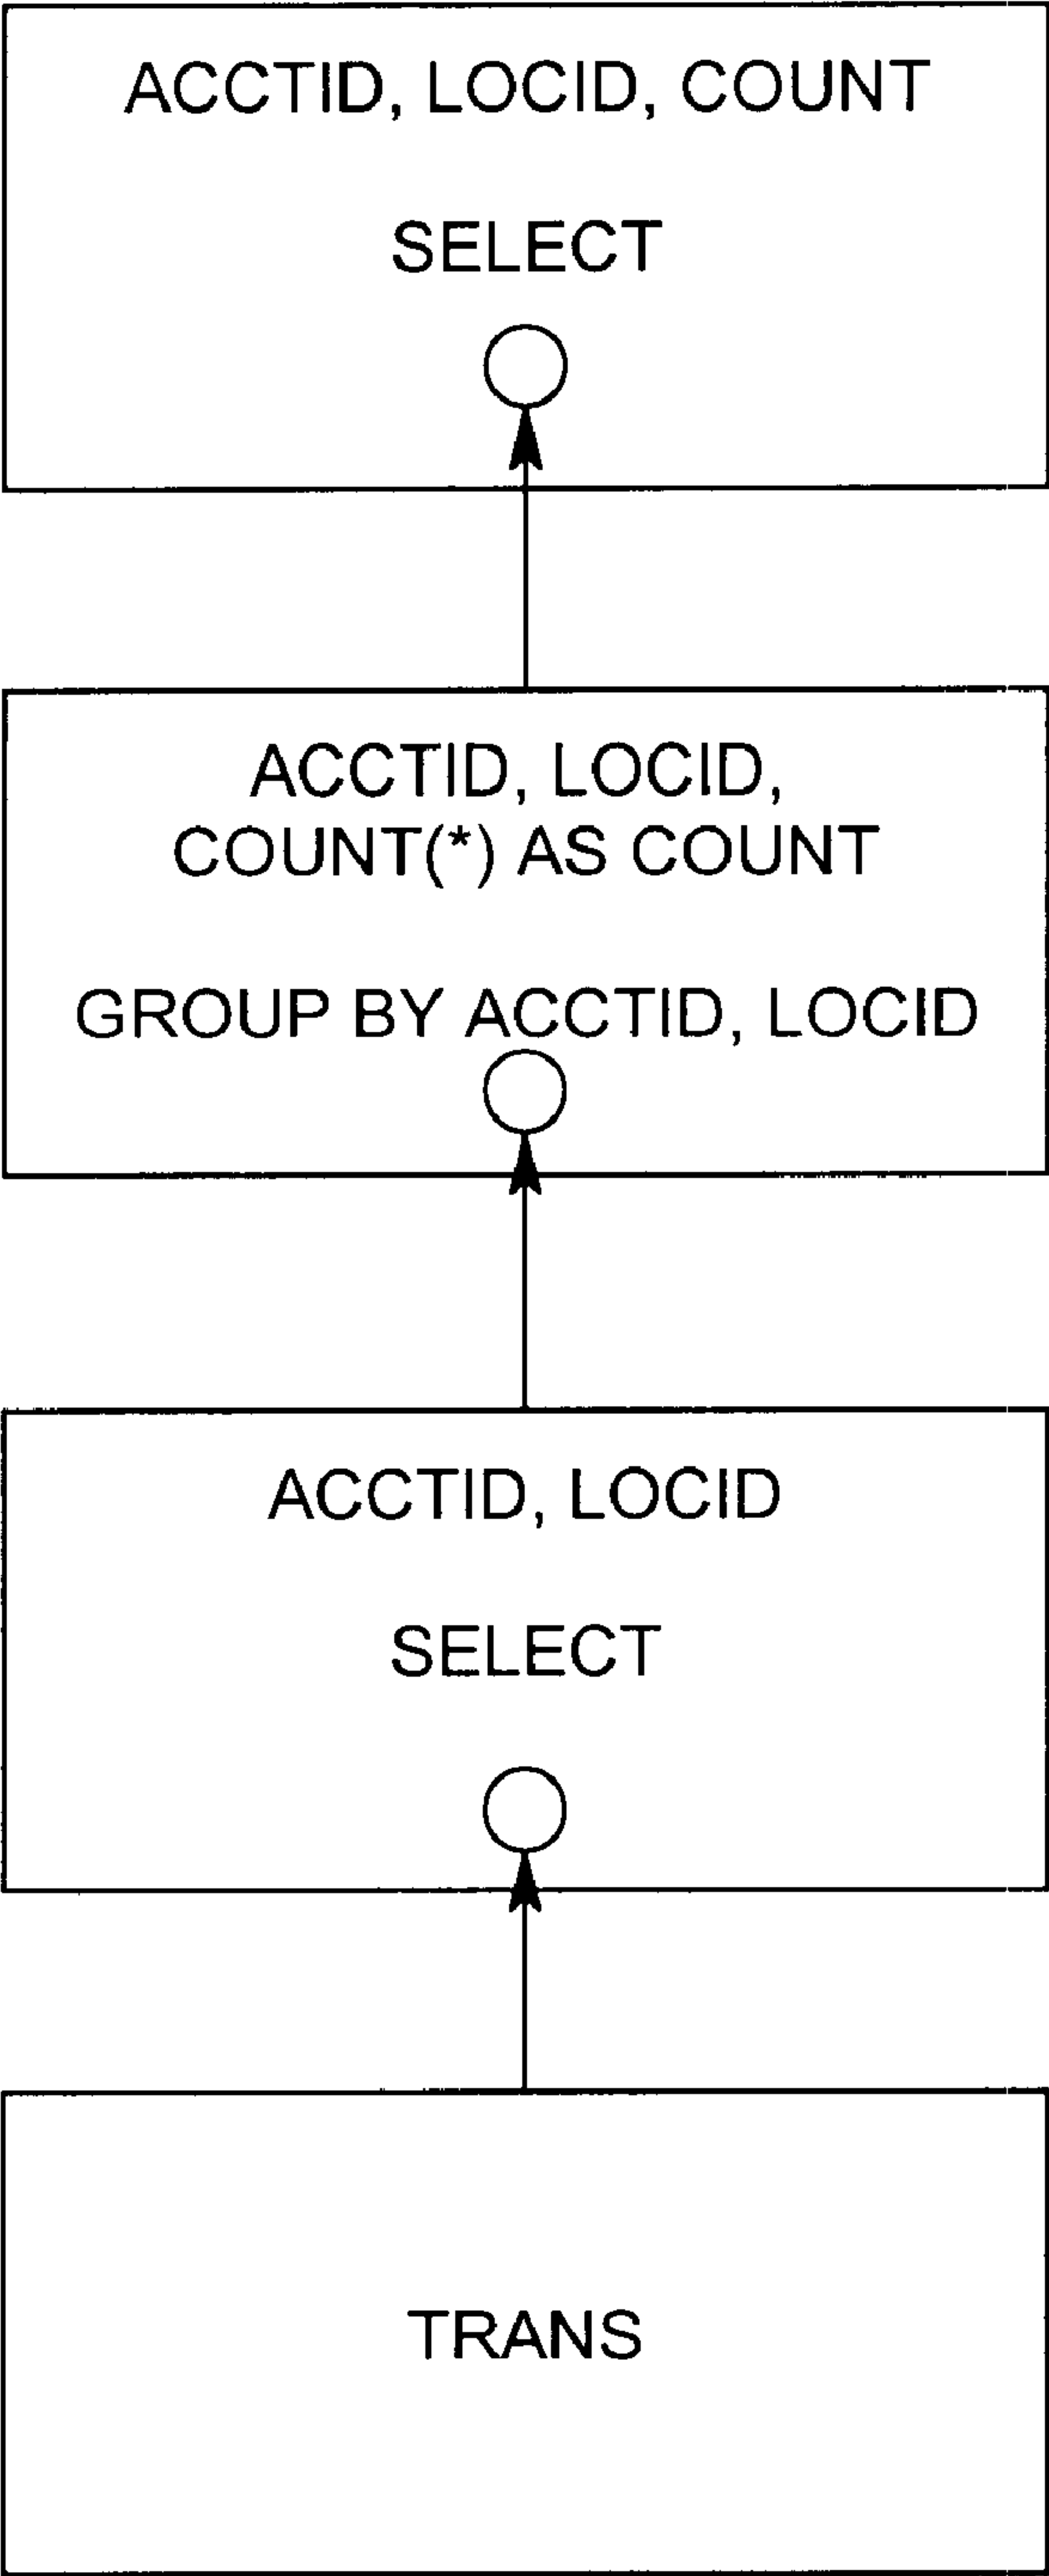 ACCTID, LOCID, COUNT
SELECT
ACCTID, LOCID,
COUNT(*) AS COUNT
GROUP BY ACCTID, LOCID
ACCTID, LOCID
SELECT
TRANS